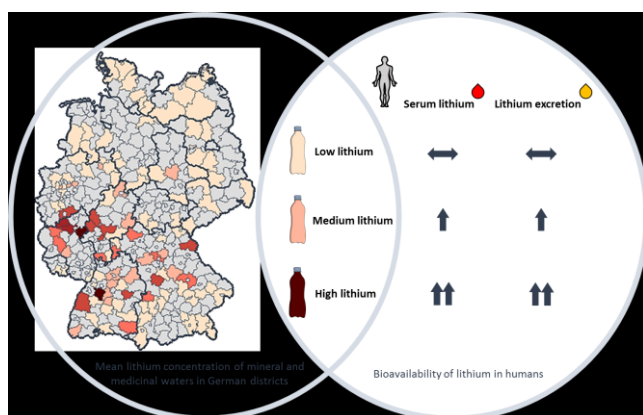 Serum lithium
Lithium excretion
Low lithium
Medium lithium
High lithium
Mean lithium concentration of mineral and
medicinal waters in German districts
Bioavailability of lithium in humans